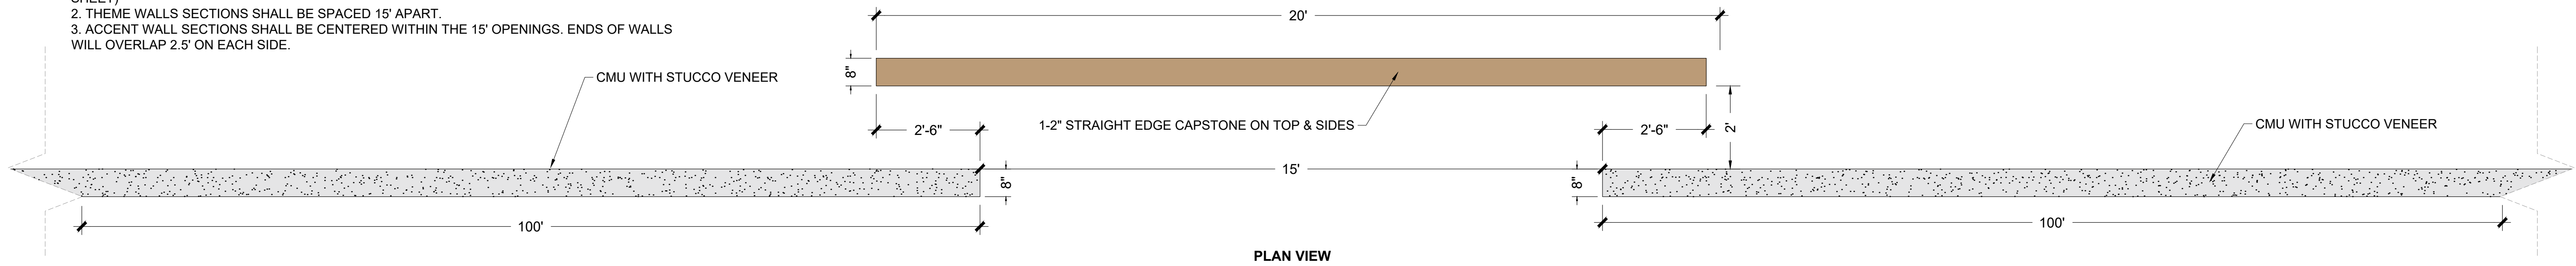 SHEET)
2. THEME WALLS SECTIONS SHALL BE SPACED 15' APART.
3. ACCENT WALL SECTIONS SHALL BE CENTERED WITHIN THE 15' OPENINGS. ENDS OF WALLS
WILL OVERLAP 2.5' ON EACH SIDE.
20'
8"
CMU WITH STUCCO VENEER
2'-6"
1-2" STRAIGHT EDGE CAPSTONE ON TOP & SIDES
2'-6"
2'
CMU WITH STUCCO VENEER
15'
8"
8"
100'
100'
PLAN VIEW